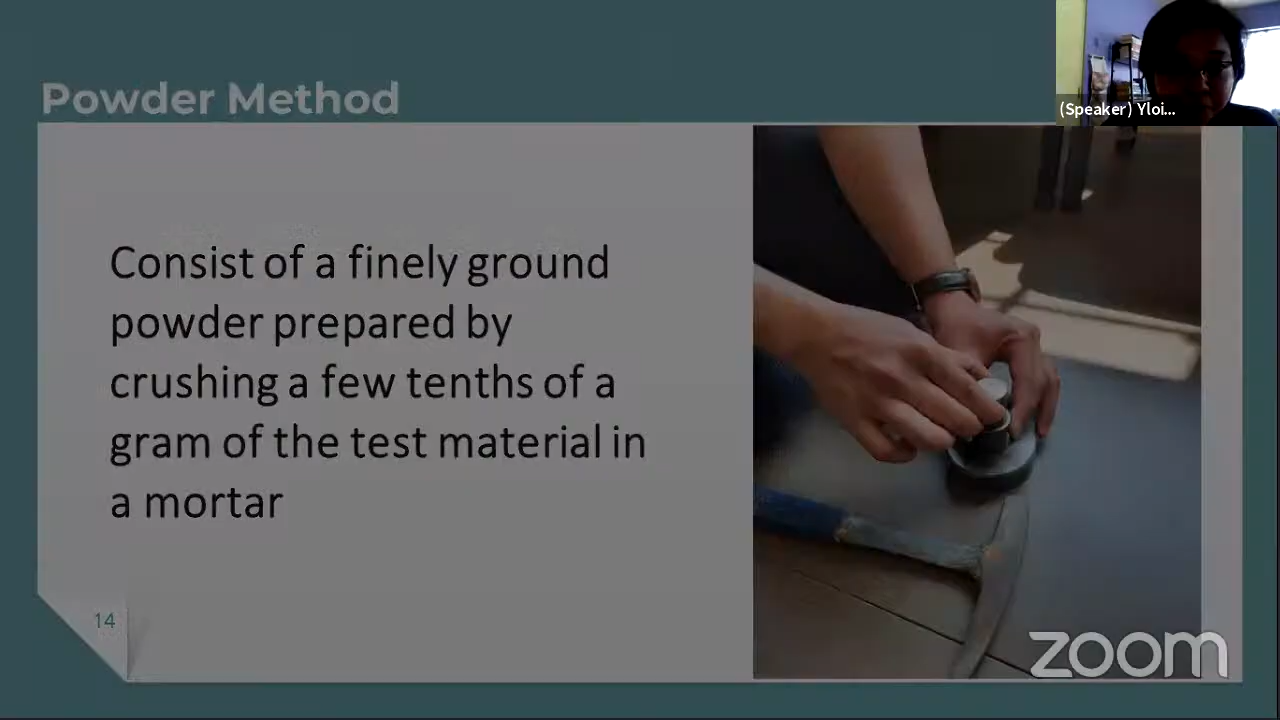 Powder Method
(Speaker) Yloi...
Consist of a finely ground
powder prepared by
crushing a few tenths of a
gram of the test material in
a mortar
14
zoom